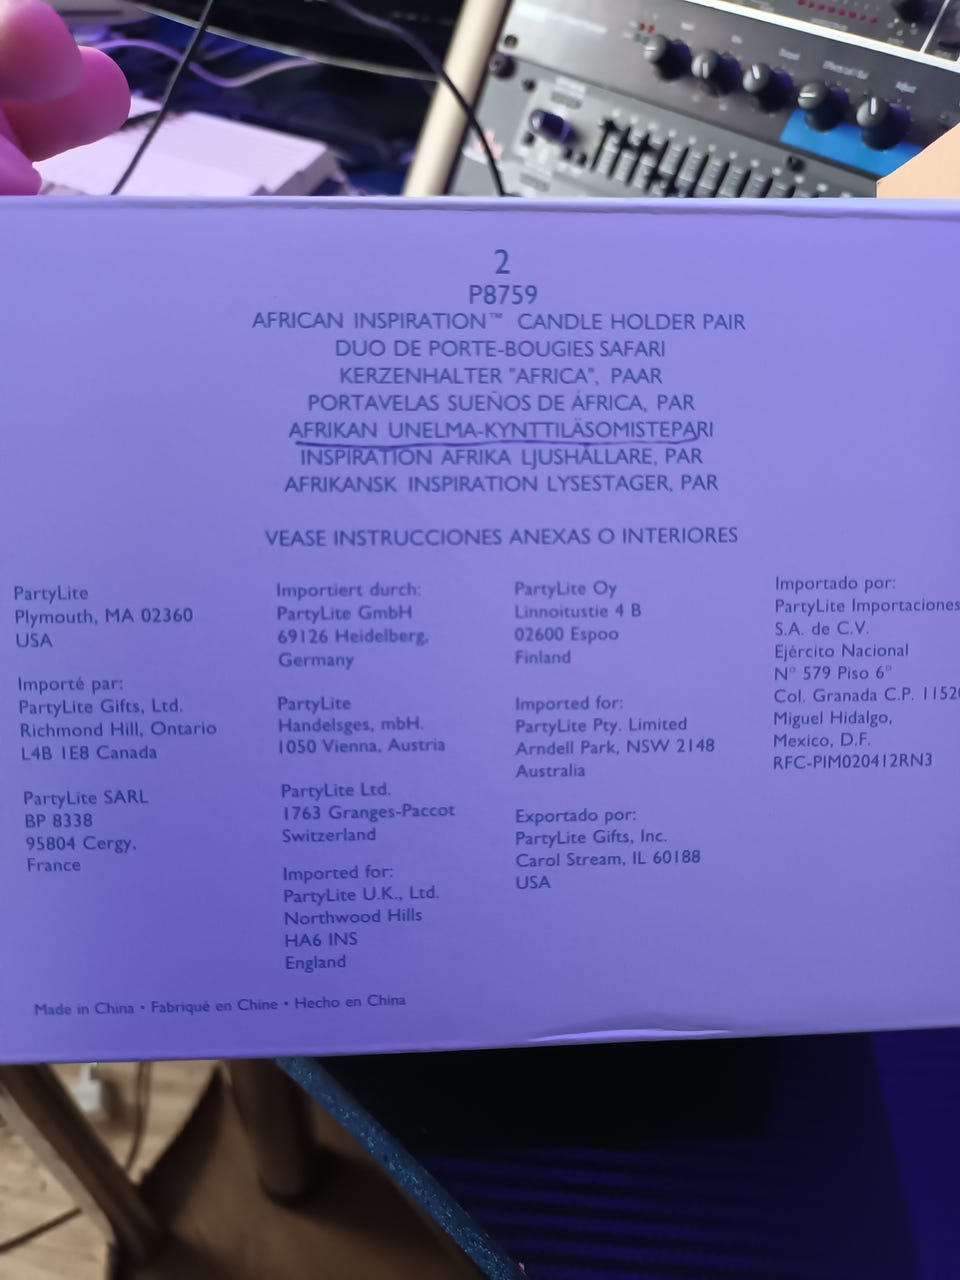 2
P8759
AFRICAN INSPIRATION™ CANDLE HOLDER PAIR
DUO DE PORTE-BOUGIES SAFARI
KERZENHALTER "AFRICA", PAAR
PORTAVELAS SUEÑOS DE ÁFRICA, PAR
AFRIKAN UNELMA-KYNTTILÄSOMISTEPARI
INSPIRATION AFRIKA LJUSHÅLLARE, PAR
AFRIKANSK INSPIRATION LYSESTAGER, PAR
VEASE INSTRUCCIONES ANEXAS O INTERIORES
PartyLite
Plymouth, MA 02360
USA
Importé par:
PartyLite Gifts, Ltd.
Richmond Hill, Ontario
L4B 1E8 Canada
PartyLite SARL
BP 8338
95804 Cergy,
France
Importiert durch:
PartyLite GmbH
69126 Heidelberg,
Germany
PartyLite
Handelsges, mbH.
1050 Vienna, Austria
PartyLite Ltd.
1763 Granges-Paccot
Switzerland
Imported for:
PartyLite U.K., Ltd.
Northwood Hills
HA6 INS
England
PartyLite Oy
Linnoitustie 4 B
02600 Espoo
Finland
Imported for:
PartyLite Pty. Limited
Arndell Park, NSW 2148
Australia
Exportado por:
PartyLite Gifts, Inc.
Carol Stream, IL 60188
USA
Importado por:
PartyLite Importaciones
S.A. de C.V.
Ejército Nacional
N° 579 Piso 6°
Col. Granada C.P. 11520
Miguel Hidalgo,
Mexico, D.F.
RFC-PIM020412RN3
Made in China • Fabriqué en Chine • Hecho en China